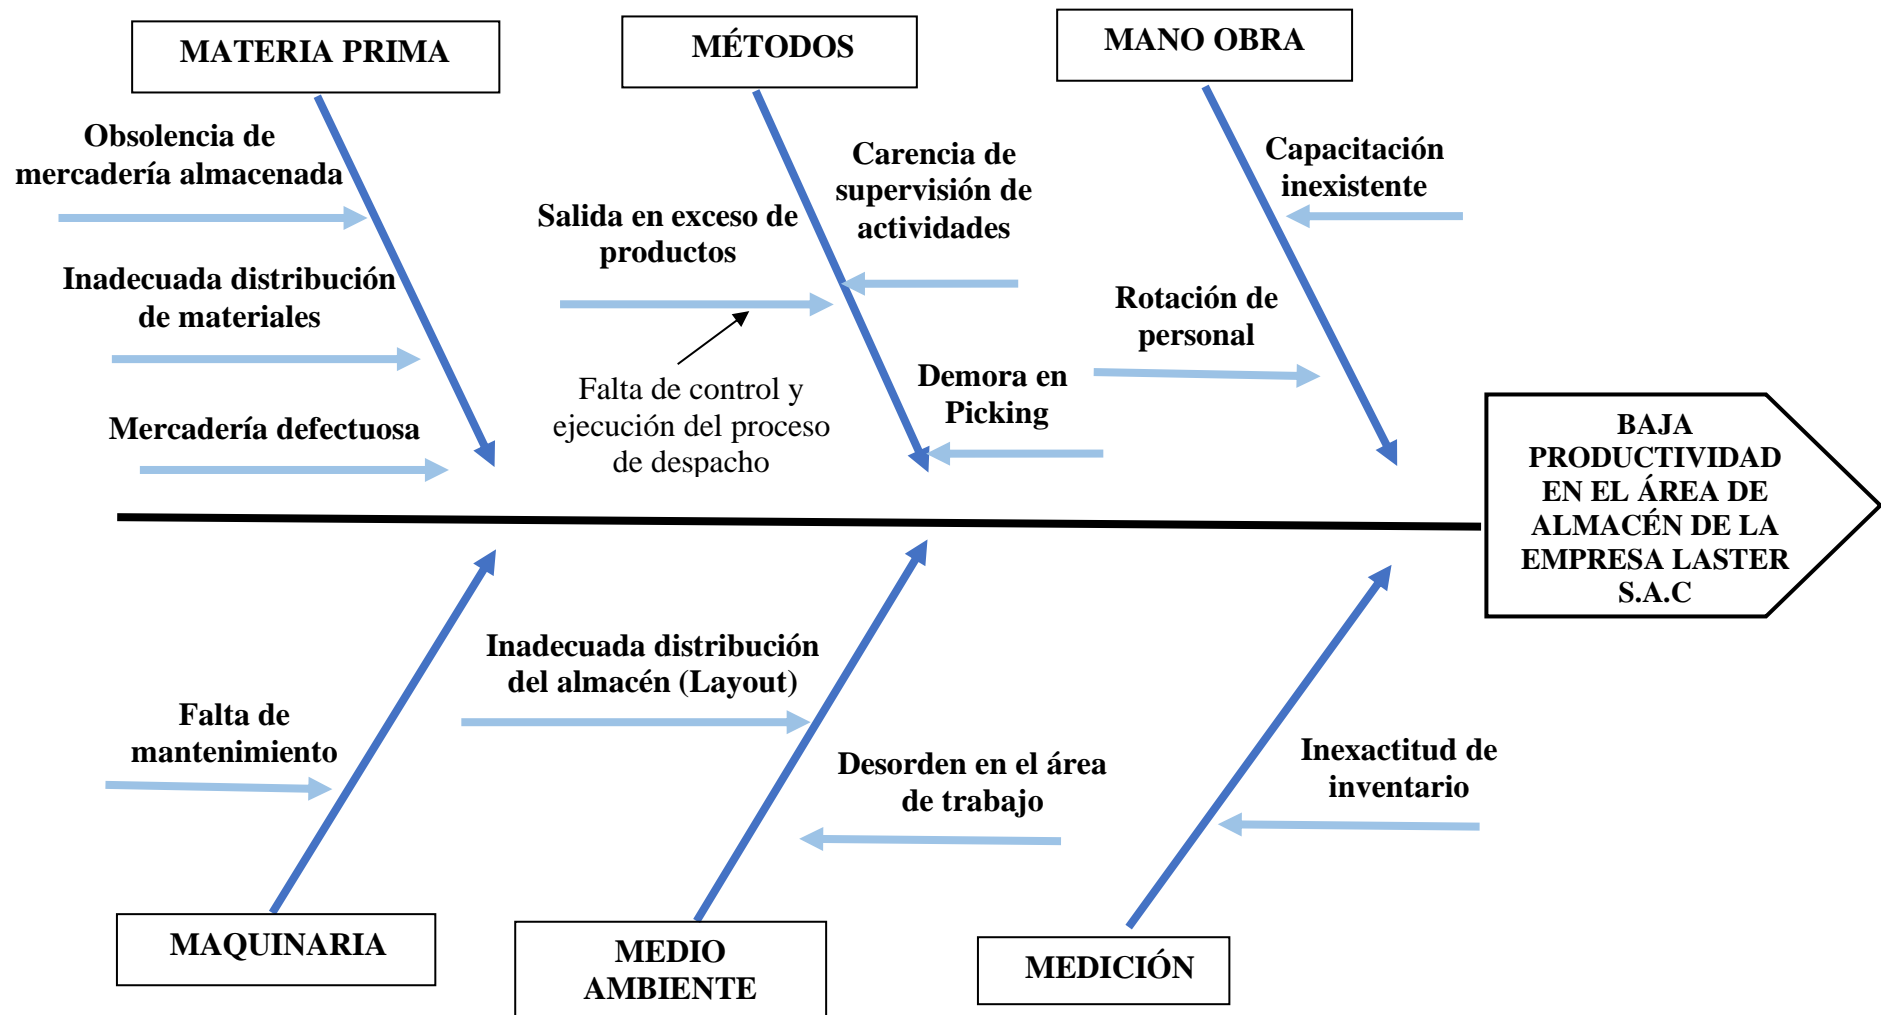 MATERIA PRIMA
MÉTODOS
MANO OBRA
Obsolencia de
mercadería almacenada
Inadecuada distribución
de materiales
Mercadería defectuosa
Salida en exceso de
productos
Falta de control y
ejecución del proceso
de despacho
Carencia de
supervisión de
actividades
Demora en
Picking
Capacitación
inexistente
Rotación de
personal
BAJA
PRODUCTIVIDAD
EN EL ÁREA DE
ALMACÉN DE LA
EMPRESA LASTER
S.A.C
Falta de
mantenimiento
Inadecuada distribución
del almacén (Layout)
Desorden en el área
de trabajo
Inexactitud de
inventario
MAQUINARIA
MEDIO
AMBIENTE
MEDICIÓN